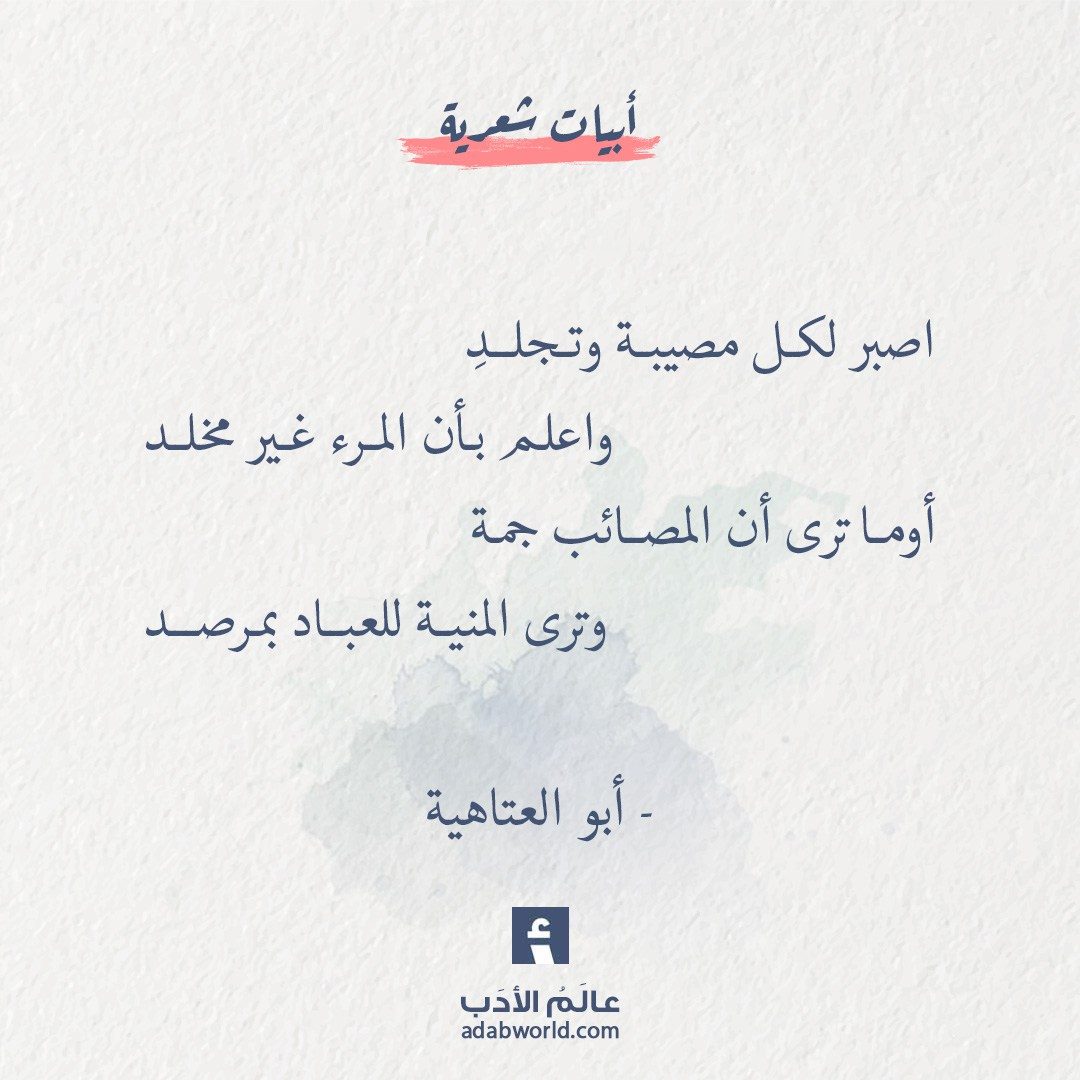 أبيات شعرية
اصبر لكل مصيبة وتجلدِ
واعلم بأن المرء غير مخلد
أوما ترى أن المصائب جمة
وترى المنية للعباد بمرصد
- أبو العتاهية
أ
عالَمُ الأدَب
adabworld.com